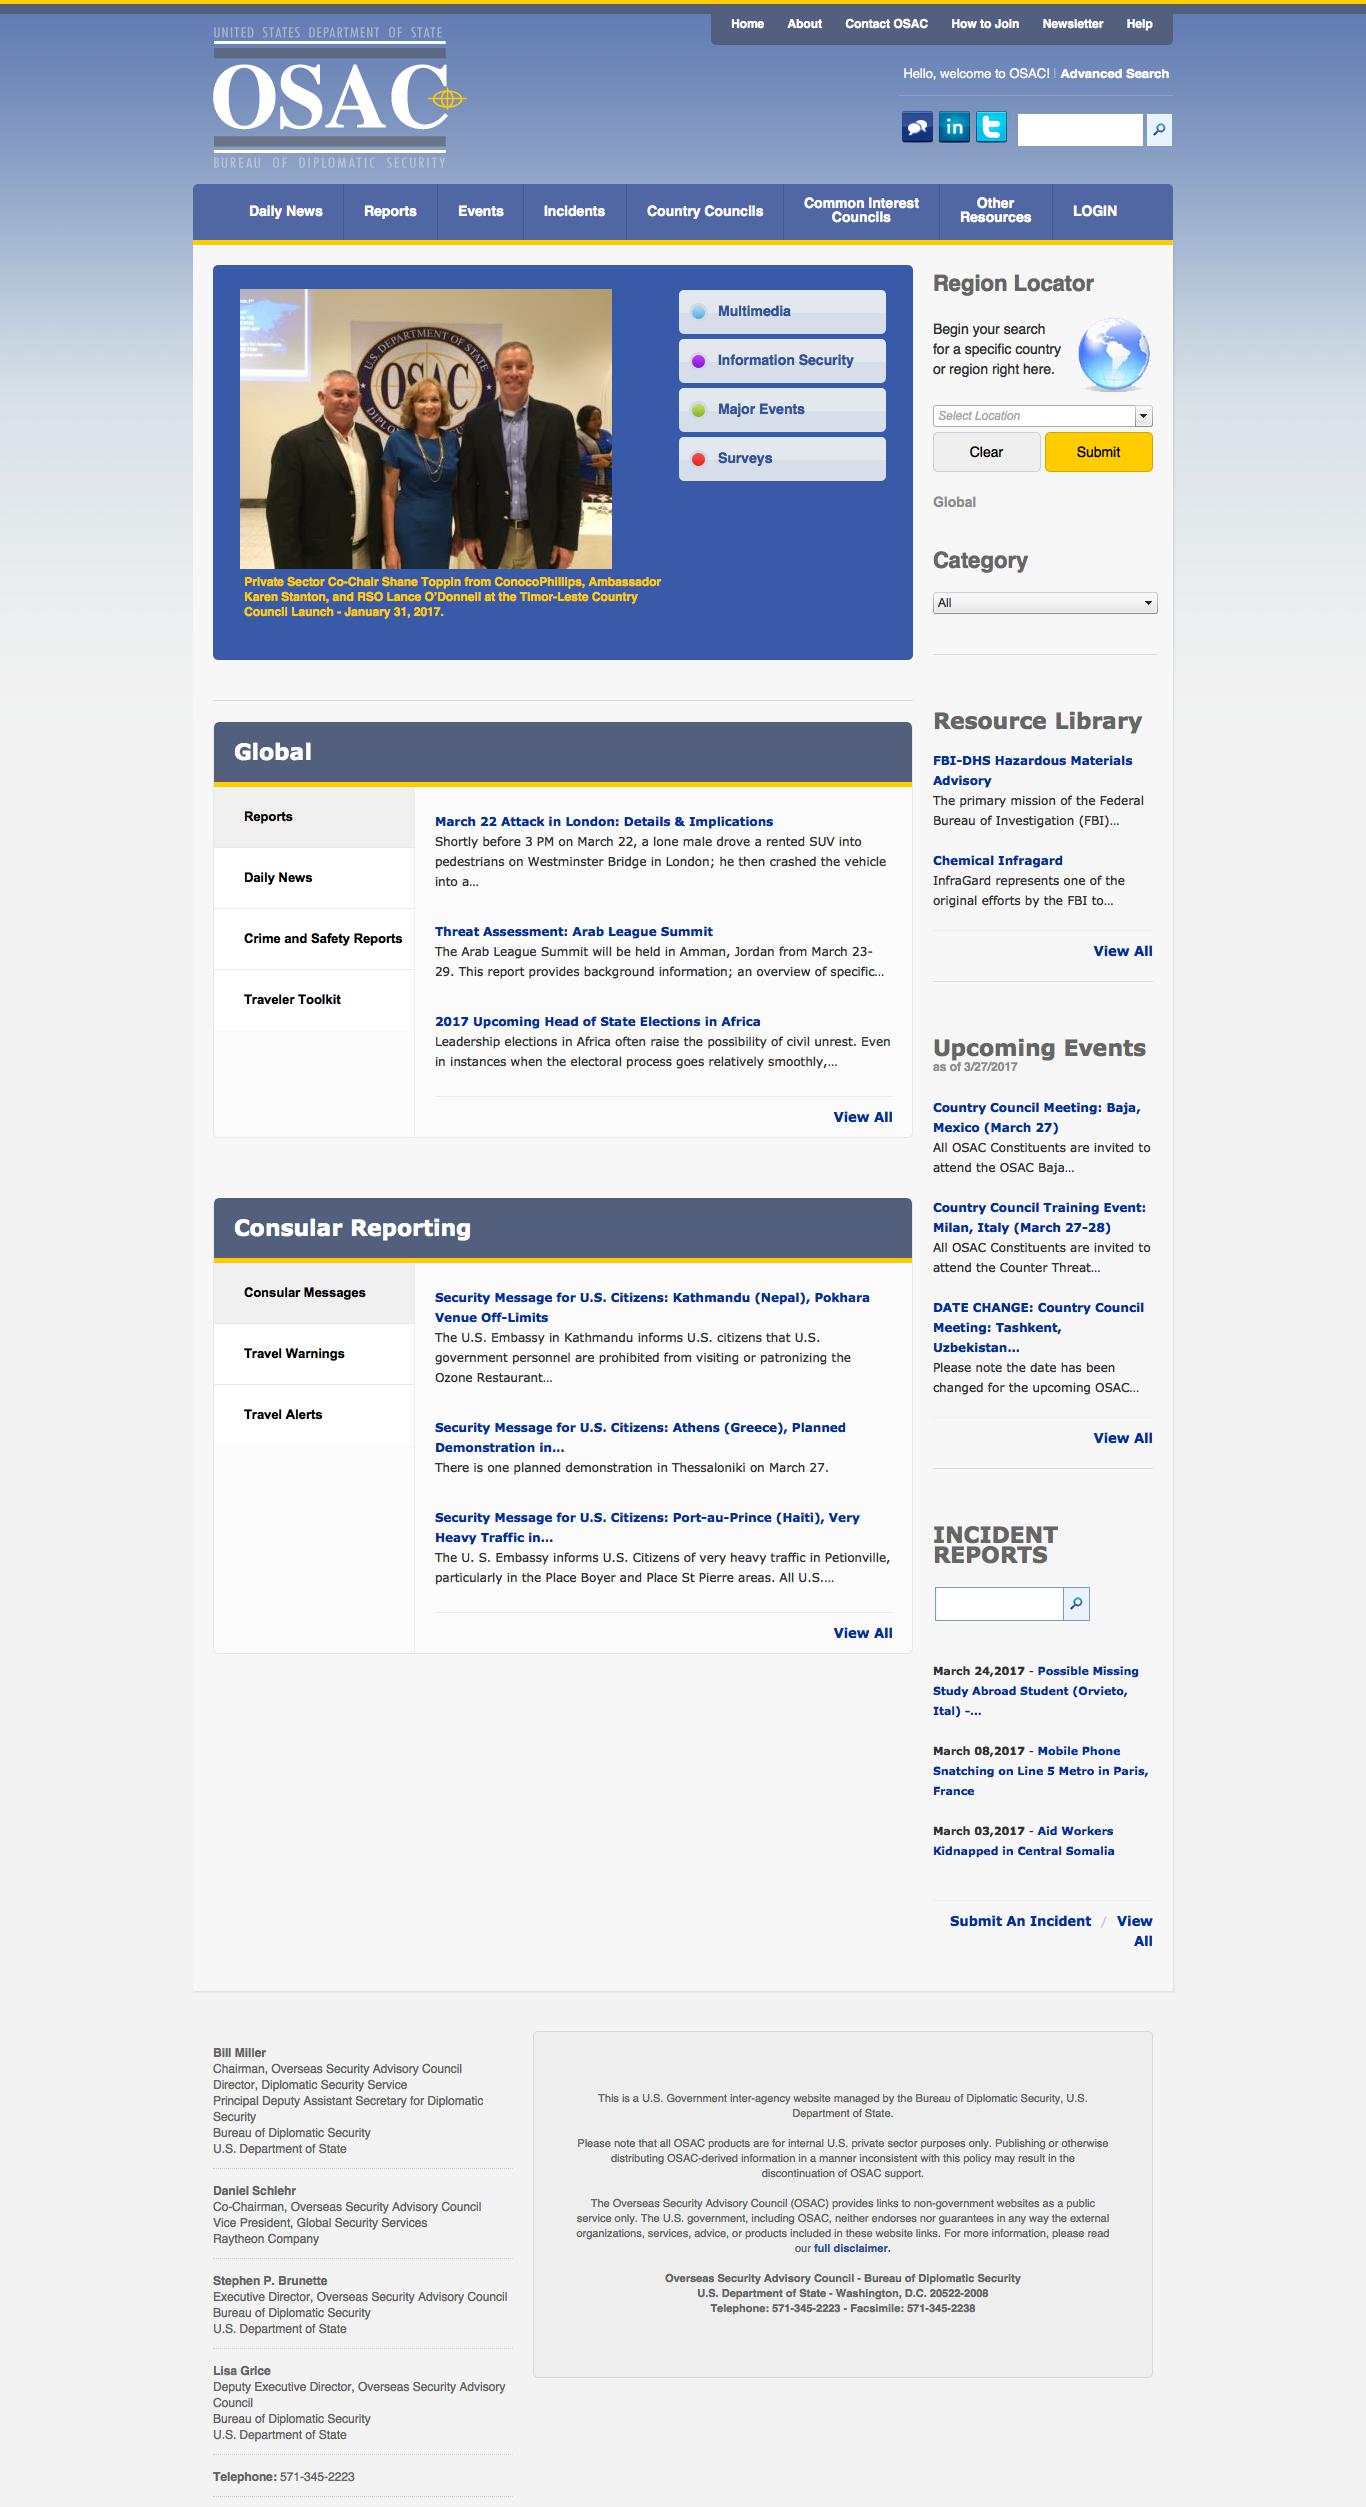 UNITED STATES DEPARTMENT OF STATE
OSAC
BUREAU OF DIPLOMATIC SECURITY
Home About Contact OSAC How to Join Newsletter Help
Hello, welcome to OSAC! | Advanced Search
in
Daily News Reports Events Incidents Country Councils Common Interest Councils Other Resources LOGIN
U.S. DEPARTMENT OF STATE
OSAC
Private Sector Co-Chair Shane Toppin from ConocoPhillips, Ambassador
Karen Stanton, and RSO Lance O'Donnell at the Timor-Leste Country
Council Launch - January 31, 2017.
Multimedia
Information Security
Major Events
Surveys
Region Locator
Begin your search
for a specific country
or region right here.
Select Location
Clear Submit
Global
Category
All
Global
Reports
Daily News
Crime and Safety Reports
Traveler Toolkit
March 22 Attack in London: Details & Implications
Shortly before 3 PM on March 22, a lone male drove a rented SUV into
pedestrians on Westminster Bridge in London; he then crashed the vehicle
into a...
Threat Assessment: Arab League Summit
The Arab League Summit will be held in Amman, Jordan from March 23-
29. This report provides background information; an overview of specific...
2017 Upcoming Head of State Elections in Africa
Leadership elections in Africa often raise the possibility of civil unrest. Even
in instances when the electoral process goes relatively smoothly,...
View All
Consular Reporting
Consular Messages
Travel Warnings
Travel Alerts
Security Message for U.S. Citizens: Kathmandu (Nepal), Pokhara
Venue Off-Limits
The U.S. Embassy in Kathmandu informs U.S. citizens that U.S.
government personnel are prohibited from visiting or patronizing the
Ozone Restaurant...
Security Message for U.S. Citizens: Athens (Greece), Planned
Demonstration in...
There is one planned demonstration in Thessaloniki on March 27.
Security Message for U.S. Citizens: Port-au-Prince (Haiti), Very
Heavy Traffic in...
The U. S. Embassy informs U.S. Citizens of very heavy traffic in Petionville,
particularly in the Place Boyer and Place St Pierre areas. All U.S....
View All
Resource Library
FBI-DHS Hazardous Materials
Advisory
The primary mission of the Federal
Bureau of Investigation (FBI)...
Chemical Infragard
InfraGard represents one of the
original efforts by the FBI to...
View All
Upcoming Events
as of 3/27/2017
Country Council Meeting: Baja,
Mexico (March 27)
All OSAC Constituents are invited to
attend the OSAC Baja...
Country Council Training Event:
Milan, Italy (March 27-28)
All OSAC Constituents are invited to
attend the Counter Threat...
DATE CHANGE: Country Council
Meeting: Tashkent,
Uzbekistan...
Please note the date has been
changed for the upcoming OSAC...
View All
INCIDENT
REPORTS
March 24,2017 - Possible Missing
Study Abroad Student (Orvieto,
Ital) -...
March 08,2017 - Mobile Phone
Snatching on Line 5 Metro in Paris,
France
March 03,2017 - Aid Workers
Kidnapped in Central Somalia
Submit An Incident / View
All
Bill Miller
Chairman, Overseas Security Advisory Council
Director, Diplomatic Security Service
Principal Deputy Assistant Secretary for Diplomatic
Security
Bureau of Diplomatic Security
U.S. Department of State
Daniel Schlehr
Co-Chairman, Overseas Security Advisory Council
Vice President, Global Security Services
Raytheon Company
Stephen P. Brunette
Executive Director, Overseas Security Advisory Council
Bureau of Diplomatic Security
U.S. Department of State
Lisa Grice
Deputy Executive Director, Overseas Security Advisory
Council
Bureau of Diplomatic Security
U.S. Department of State
Telephone: 571-345-2223
This is a U.S. Government inter-agency website managed by the Bureau of Diplomatic Security, U.S.
Department of State.
Please note that all OSAC products are for internal U.S. private sector purposes only. Publishing or otherwise
distributing OSAC-derived information in a manner inconsistent with this policy may result in the
discontinuation of OSAC support.
The Overseas Security Advisory Council (OSAC) provides links to non-government websites as a public
service only. The U.S. government, including OSAC, neither endorses nor guarantees in any way the external
organizations, services, advice, or products included in these website links. For more information, please read
our full disclaimer.
Overseas Security Advisory Council - Bureau of Diplomatic Security
U.S. Department of State - Washington, D.C. 20522-2008
Telephone: 571-345-2223 - Facsimile: 571-345-2238